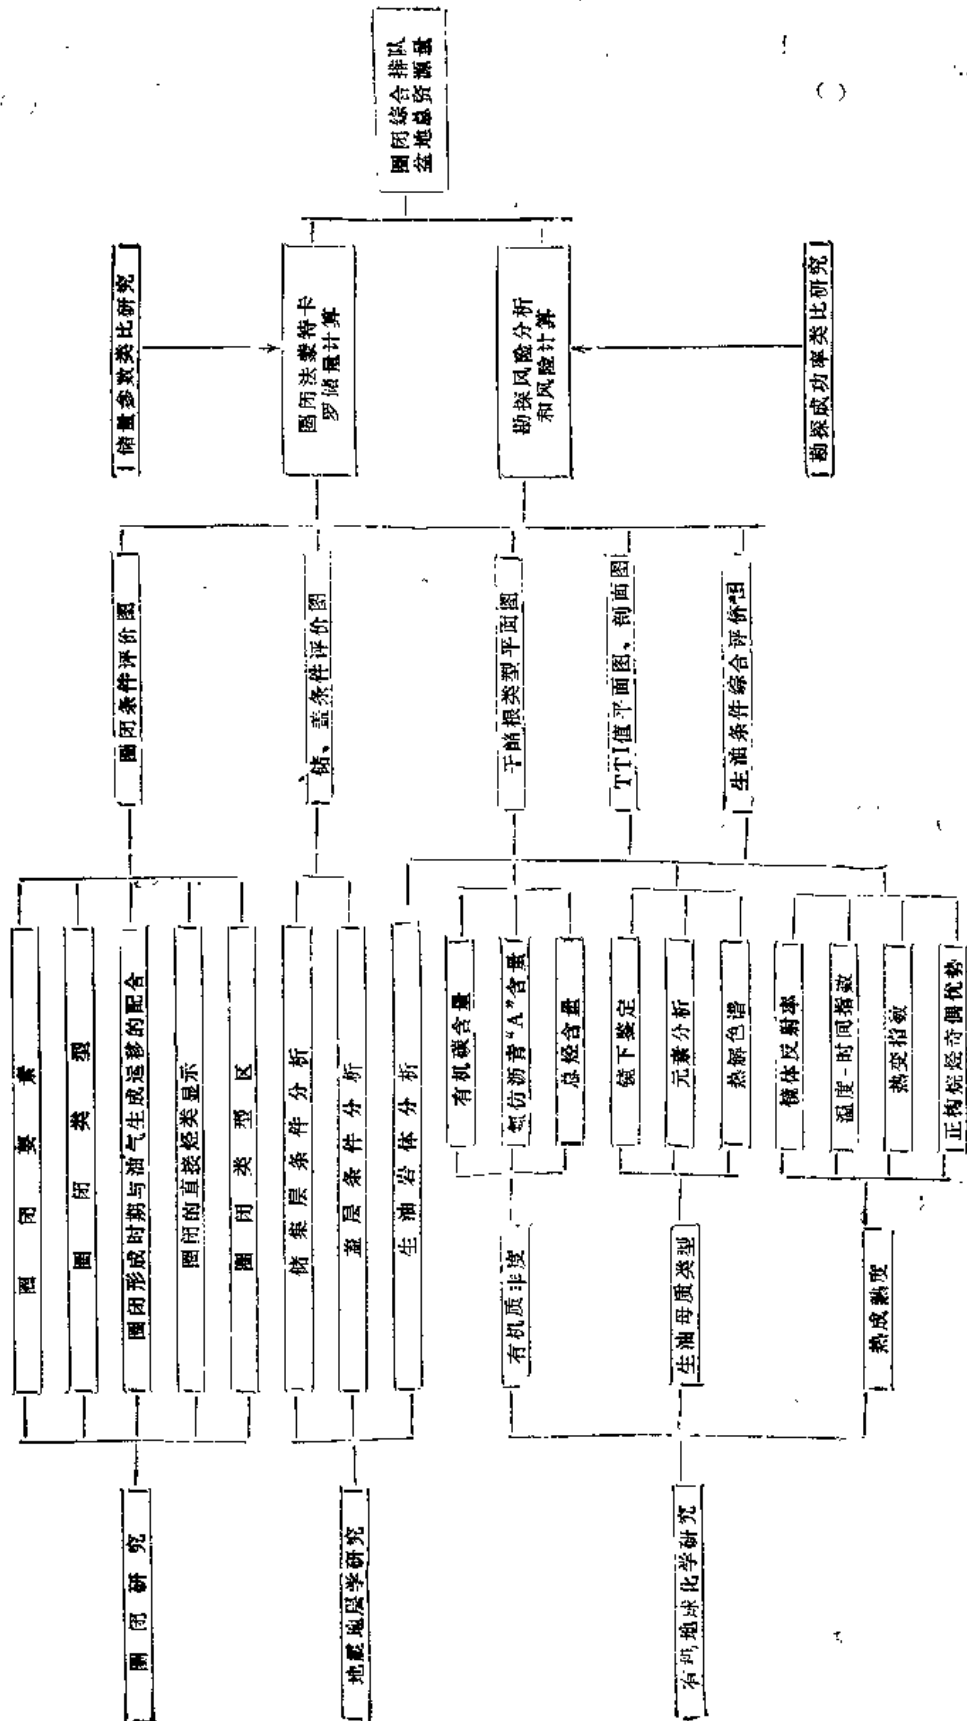 圈闭研究
地震地层学研究
有机地球化学研究
圈闭要素
圈闭类型
圈闭形成时期与油气生成运移的配合
圈闭的直接烃类显示
圈闭类型区
储集层条件分析
盖层条件分析
生油岩体分析
有机质丰度
生油母质类型
热成熟度
有机碳含量
氯仿沥青“A”含量
总烃含量
镜下鉴定
元素分析
热解色谱
镜体反射率
温度-时间指数
热变指数
正构烷烃奇偶优势
圈闭条件评价图
储、盖条件评价图
干酪根类型平面图
TTI值平面图、剖面图
生油条件综合评价图
储量参数类比研究
圈闭法蒙特卡
罗储量计算
勘探风险分析
和风险计算
勘探成功率类比研究
圈闭综合排队
盆地总资源量